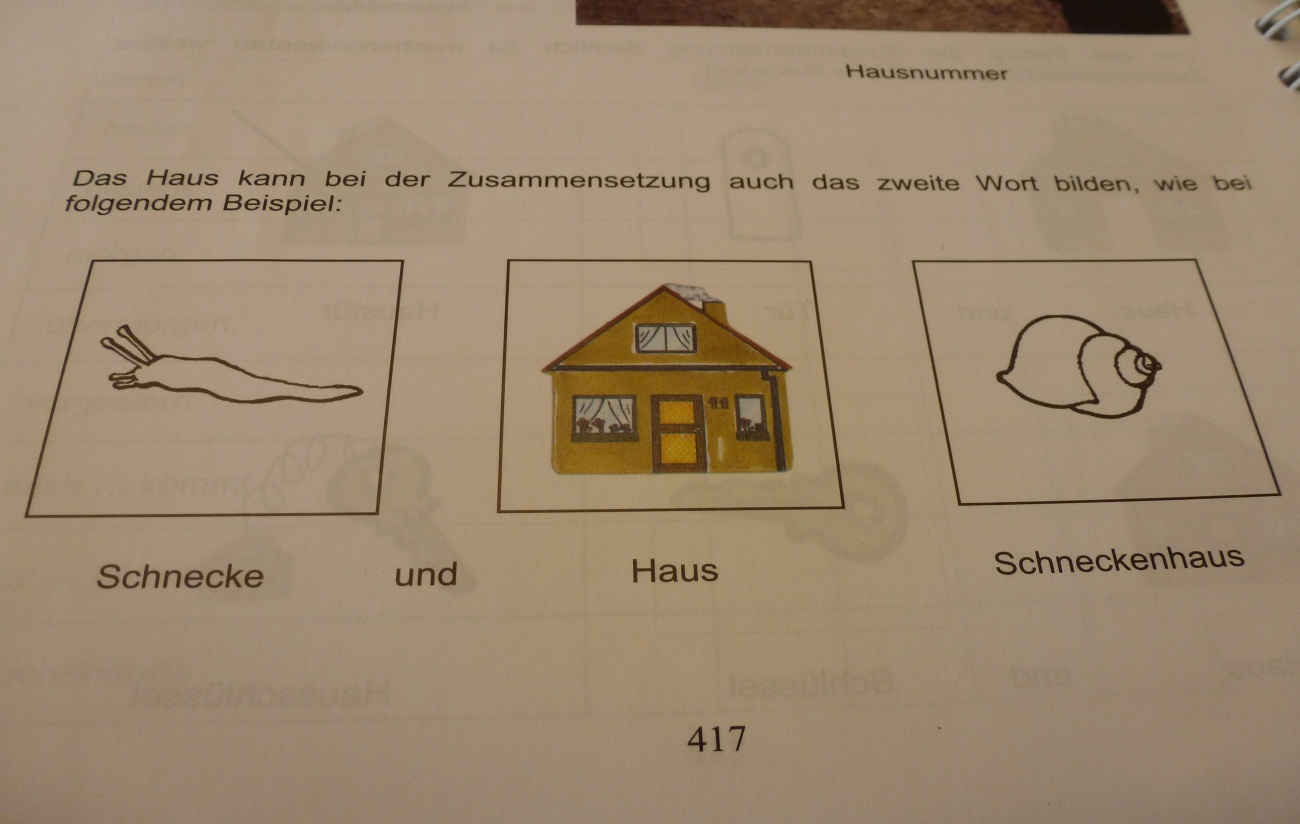 Hausnummer
Das Haus kann bei der Zusammensetzung auch das zweite Wort bilden, wie bei
folgendem Beispiel:
11
Schnecke und Haus Schneckenhaus
417